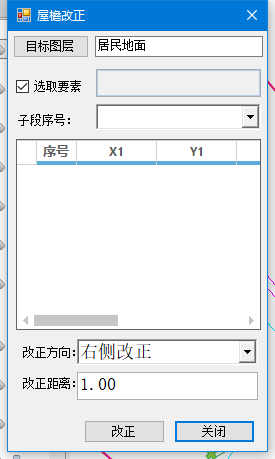 屋檐改正
目标图层 居民地面
选取要素
子段序号：
序号 X1 Y1
改正方向: 右侧改正
改正距离: 1.00
改正 关闭